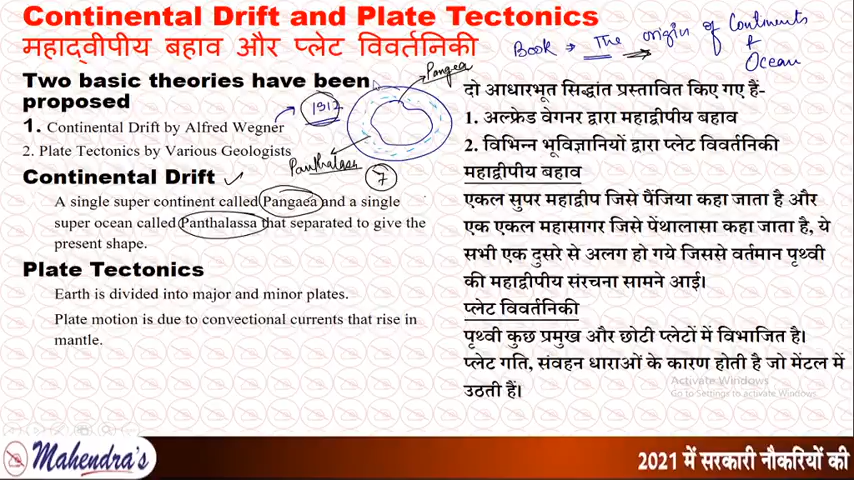 Continental Drift and Plate Tectonics
महाद्वीपीय बहाव और प्लेट विवर्तनिकी
Book → The origin of Continents
& Ocean
Two basic theories have been
proposed
1912
Pangea
1. Continental Drift by Alfred Wegner
2. Plate Tectonics by Various Geologists
Panthalassa
7
Continental Drift
A single super continent called Pangaea and a single
super ocean called Panthalassa that separated to give the
present shape.
Plate Tectonics
Earth is divided into major and minor plates.
Plate motion is due to convectional currents that rise in
mantle.
दो आधारभूत सिद्धांत प्रस्तावित किए गए हैं-
1. अल्फ्रेड वेगनर द्वारा महाद्वीपीय बहाव
2. विभिन्न भूविज्ञानियों द्वारा प्लेट विवर्तनिकी
महाद्वीपीय बहाव
एकल सुपर महाद्वीप जिसे पैंजिया कहा जाता है और
एक एकल महासागर जिसे पेंथालासा कहा जाता है, ये
सभी एक दुसरे से अलग हो गये जिससे वर्तमान पृथ्वी
की महाद्वीपीय संरचना सामने आई।
प्लेट विवर्तनिकी
पृथ्वी कुछ प्रमुख और छोटी प्लेटों में विभाजित है।
प्लेट गति, संवहन धाराओं के कारण होती है जो मेंटल में
उठती हैं।
Activate Windows
Go to Settings to activate Windows.
Mahendra's
2021 में सरकारी नौकरियों की